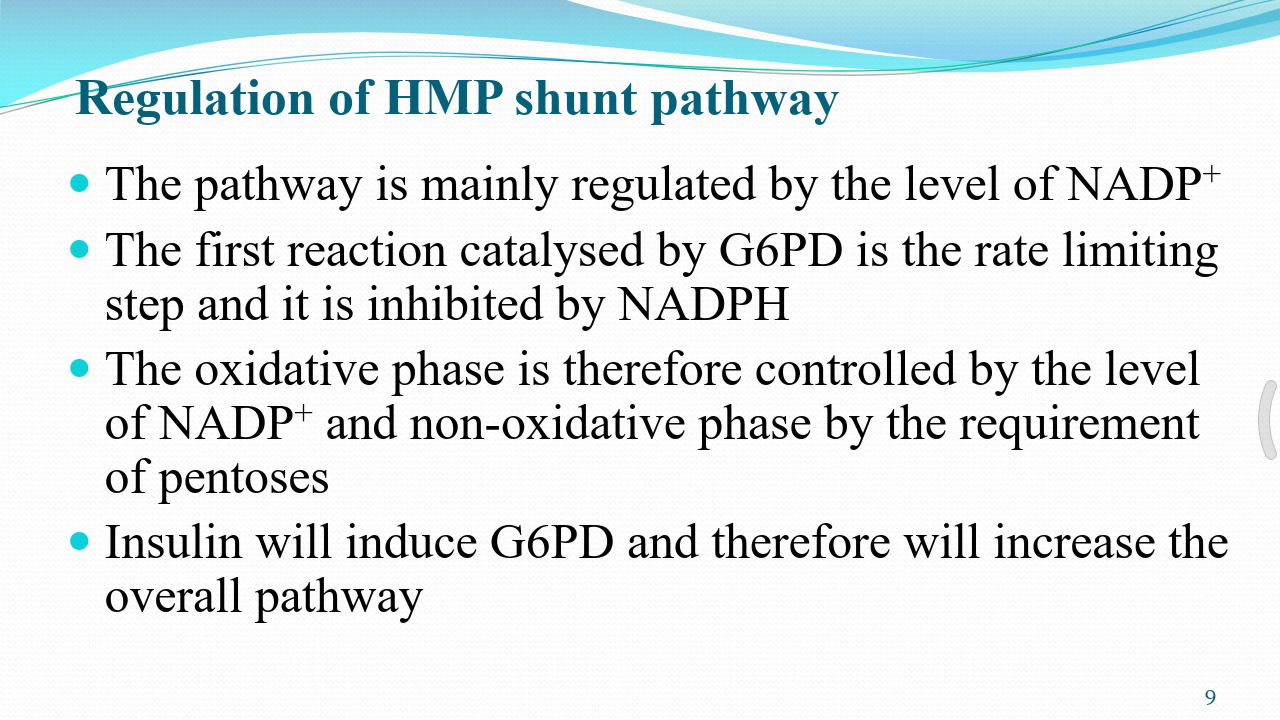 Regulation of HMP shunt pathway
• The pathway is mainly regulated by the level of NADP⁺
• The first reaction catalysed by G6PD is the rate limiting
step and it is inhibited by NADPH
• The oxidative phase is therefore controlled by the level
of NADP⁺ and non-oxidative phase by the requirement
of pentoses
• Insulin will induce G6PD and therefore will increase the
overall pathway
9